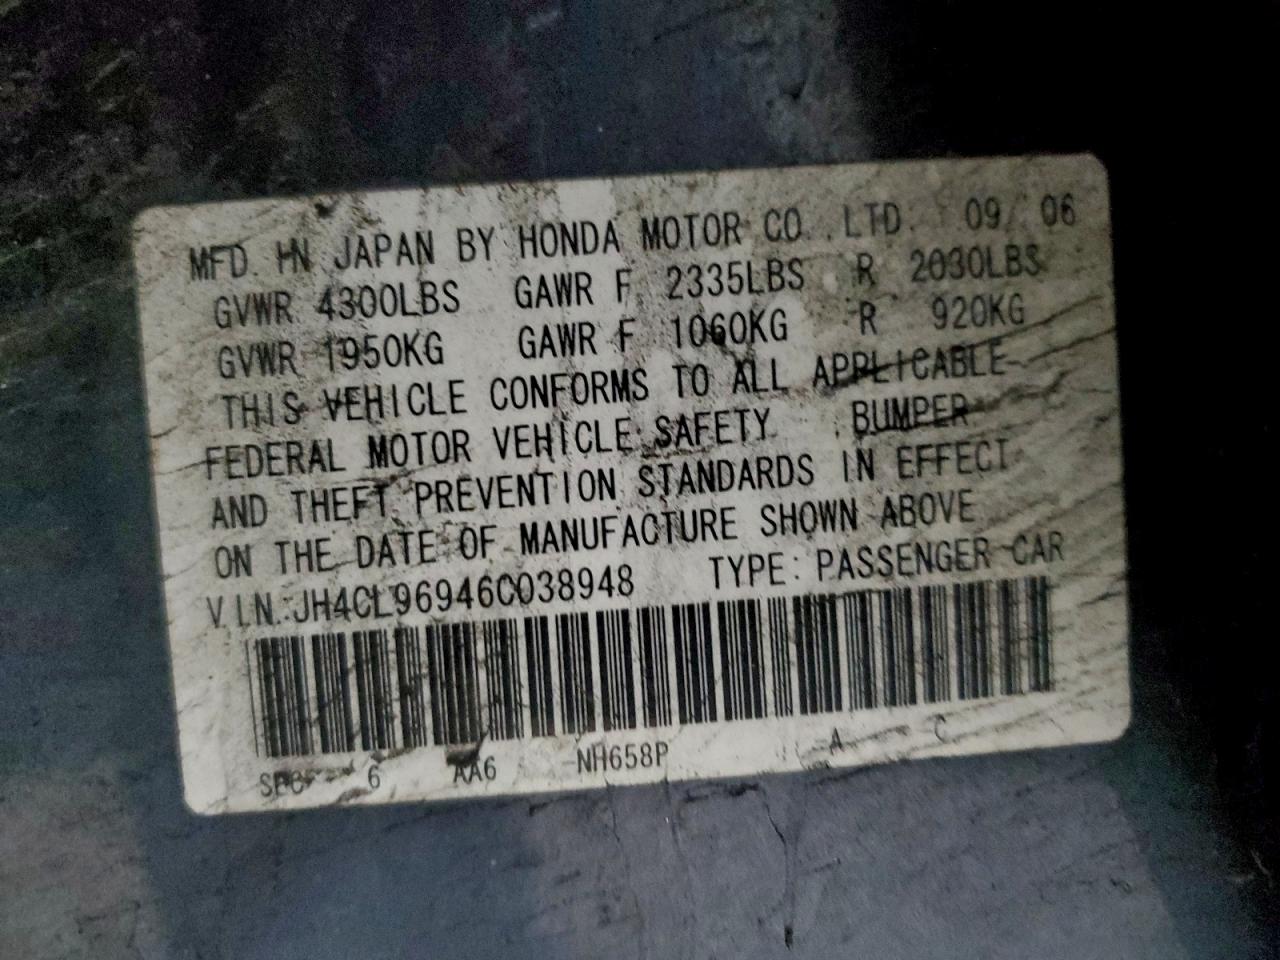 MFD. IN JAPAN BY HONDA MOTOR CO., LTD. 09/06
GVWR 4300LBS GAWR F 2335LBS R 2030LBS
GVWR 1950KG GAWR F 1060KG R 920KG
THIS VEHICLE CONFORMS TO ALL APPLICABLE
FEDERAL MOTOR VEHICLE SAFETY, BUMPER
AND THEFT PREVENTION STANDARDS IN EFFECT
ON THE DATE OF MANUFACTURE SHOWN ABOVE
V.I.N.:JH4CL96946C038948 TYPE: PASSENGER CAR
6 AA6 NH658P A C